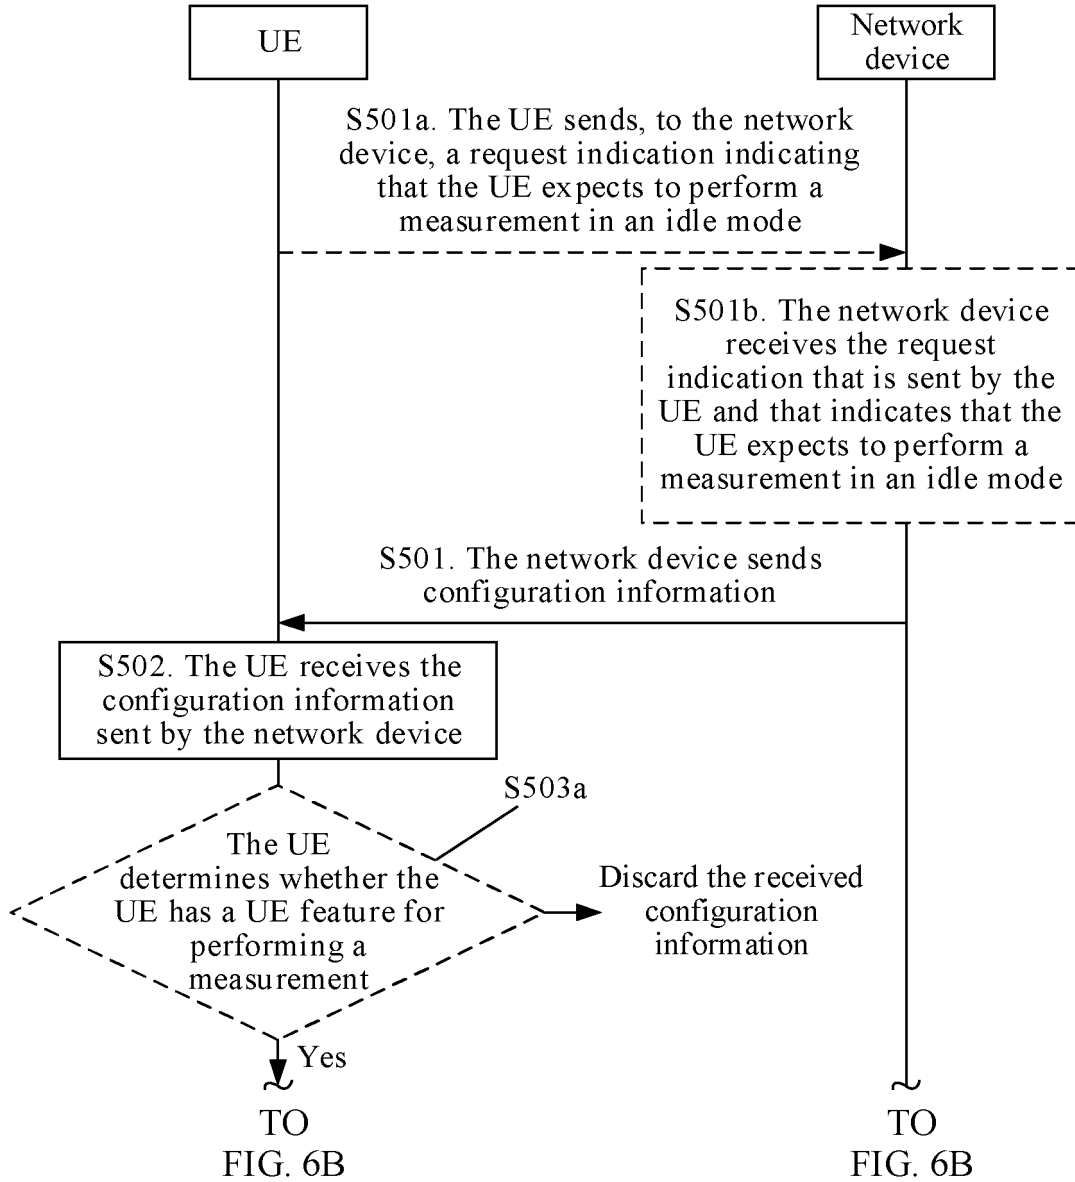 UE
Network
device
S501a. The UE sends, to the network
device, a request indication indicating
that the UE expects to perform a
measurement in an idle mode
S501b. The network device
receives the request
indication that is sent by the
UE and that indicates that the
UE expects to perform a
measurement in an idle mode
S501. The network device sends
configuration information
S502. The UE receives the
configuration information
sent by the network device
S503a
The UE
determines whether the
UE has a UE feature for
performing a
measurement
Discard the received
configuration
information
Yes
TO
FIG. 6B
TO
FIG. 6B